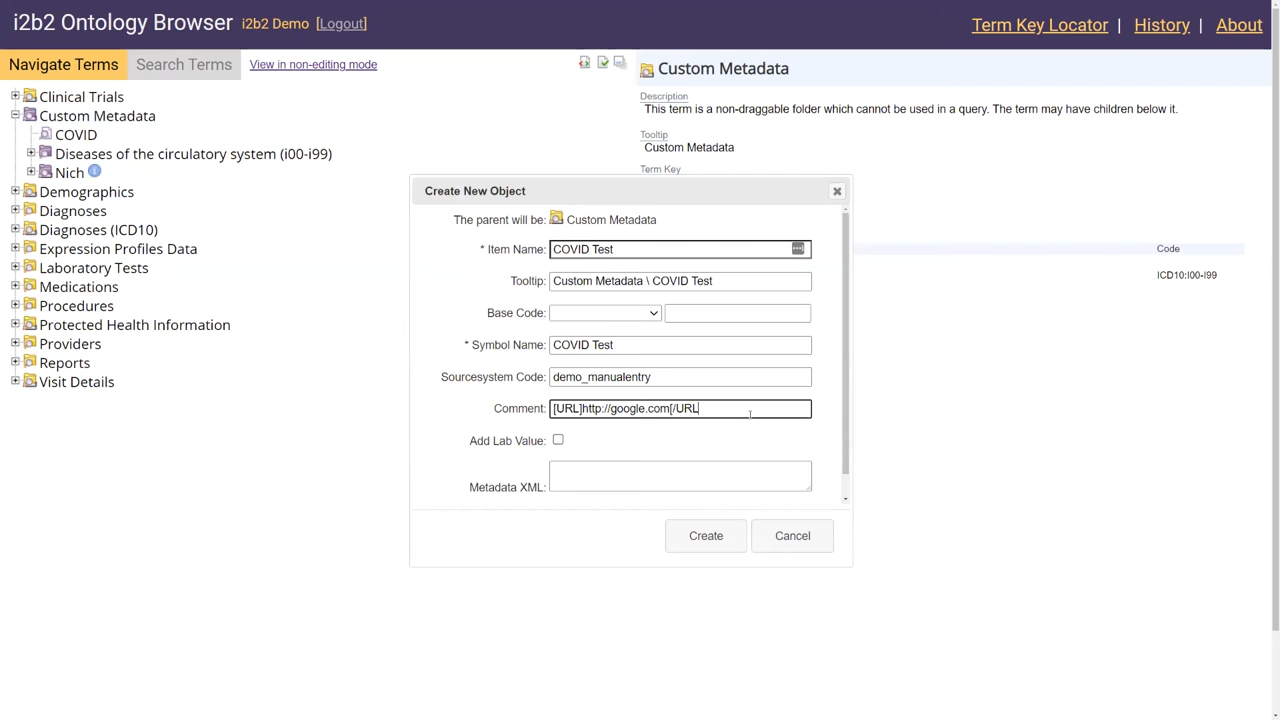 i2b2 Ontology Browser i2b2 Demo [Logout]
Term Key Locator | History | About
Navigate Terms Search Terms View in non-editing mode
Clinical Trials
Custom Metadata
COVID
Diseases of the circulatory system (i00-i99)
Nich
Demographics
Diagnoses
Diagnoses (ICD10)
Expression Profiles Data
Laboratory Tests
Medications
Procedures
Protected Health Information
Providers
Reports
Visit Details
Custom Metadata
Description
This term is a non-draggable folder which cannot be used in a query. The term may have children below it.
Tooltip
Custom Metadata
Term Key
Code
ICD10:I00-I99
Create New Object
The parent will be: Custom Metadata
* Item Name: COVID Test
Tooltip: Custom Metadata \ COVID Test
Base Code:
* Symbol Name: COVID Test
Sourcesystem Code: demo_manualentry
Comment: [URL]http://google.com[/URL
Add Lab Value:
Metadata XML:
Create Cancel